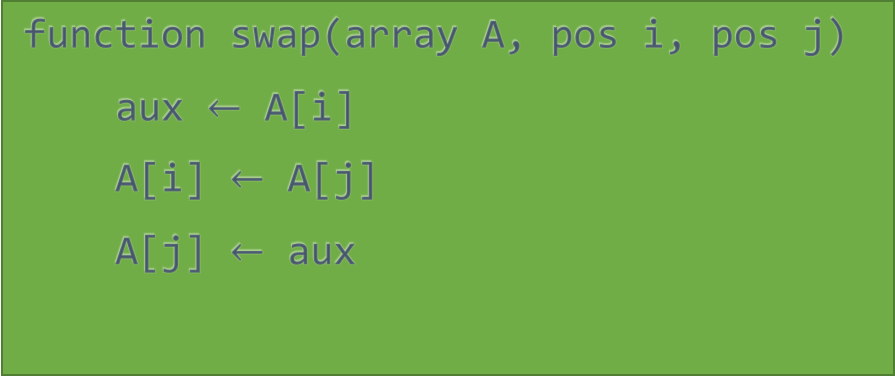 function swap(array A, pos i, pos j)
aux ← A[i]
A[i] ← A[j]
A[j] ← aux